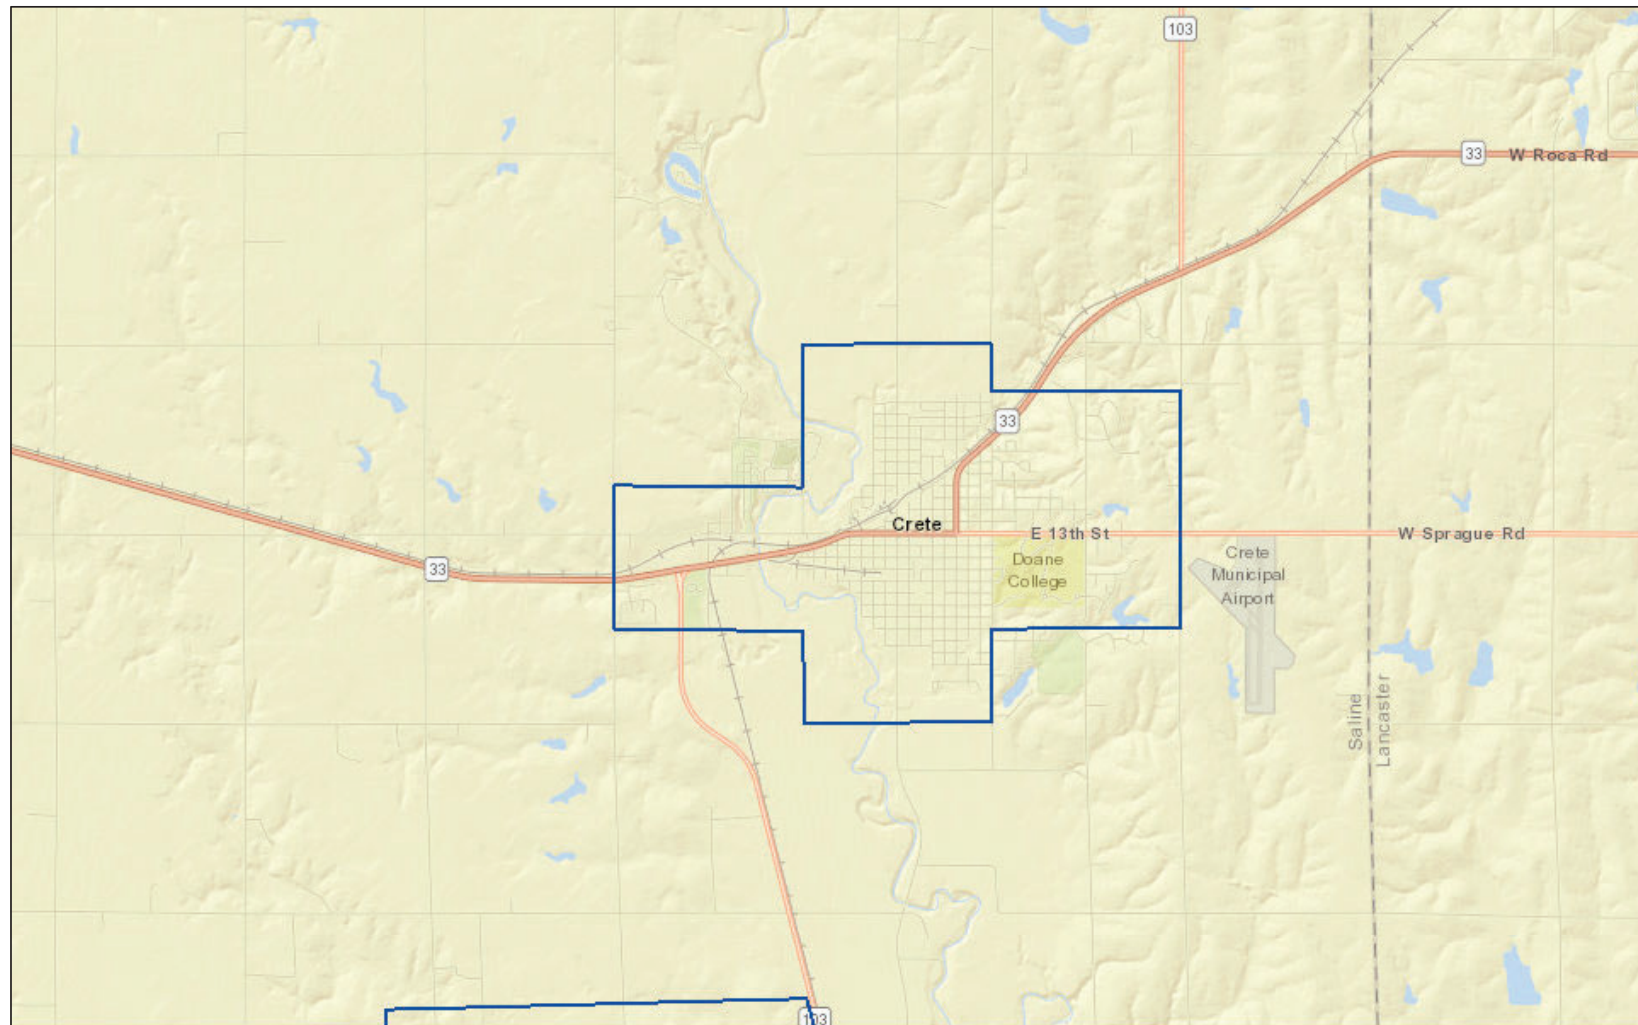 103
33
W Roca Rd
33
Crete
E 13th St
W Sprague Rd
Doane
College
Crete
Municipal
Airport
33
Saline
Lancaster
103